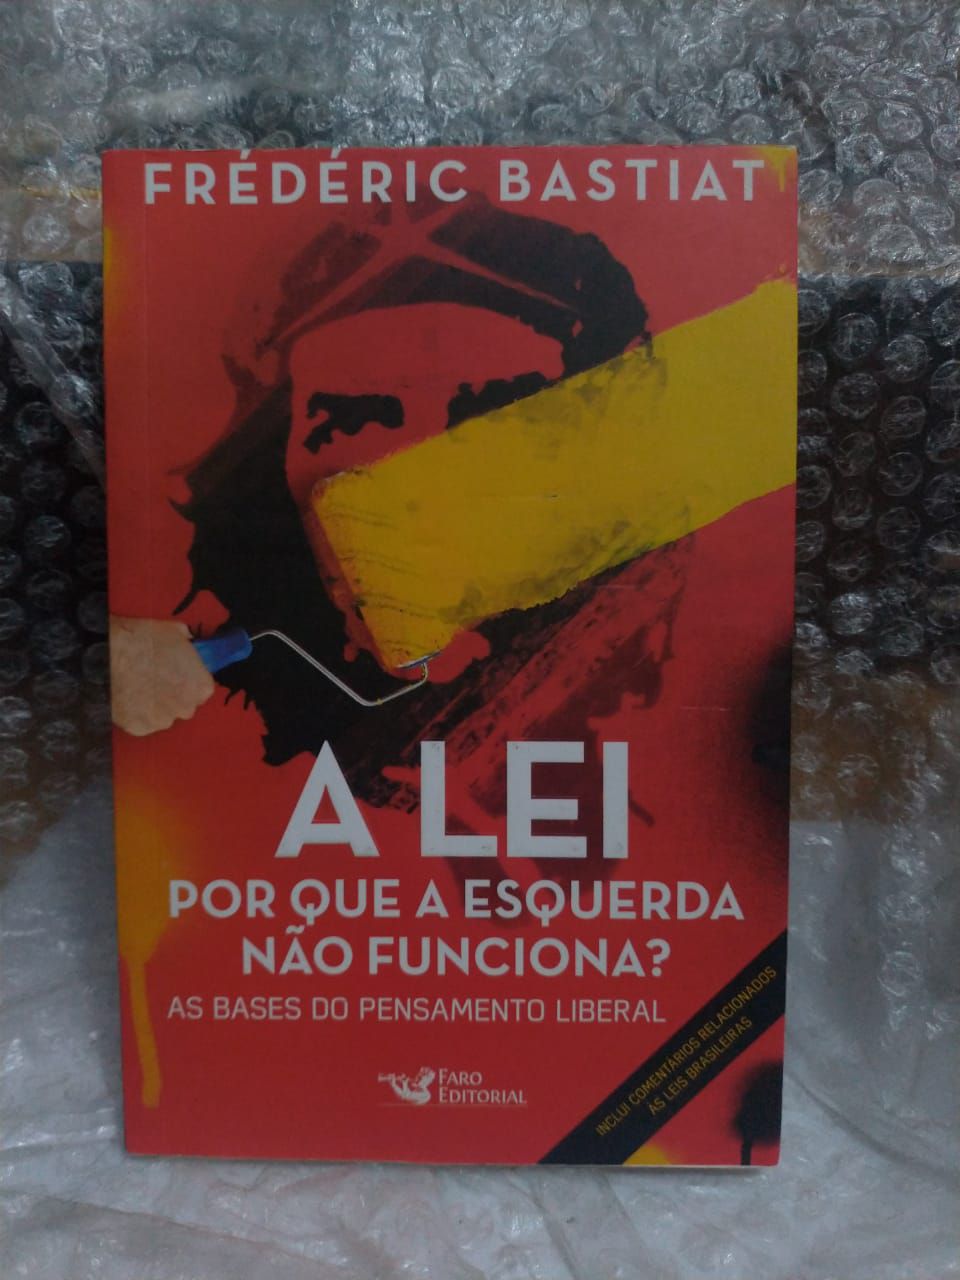 FRÉDÉRIC BASTIAT
A LEI
POR QUE A ESQUERDA
NÃO FUNCIONA?
AS BASES DO PENSAMENTO LIBERAL
FARO
EDITORIAL
INCLUI COMENTÁRIOS RELACIONADOS
ÀS LEIS BRASILEIRAS